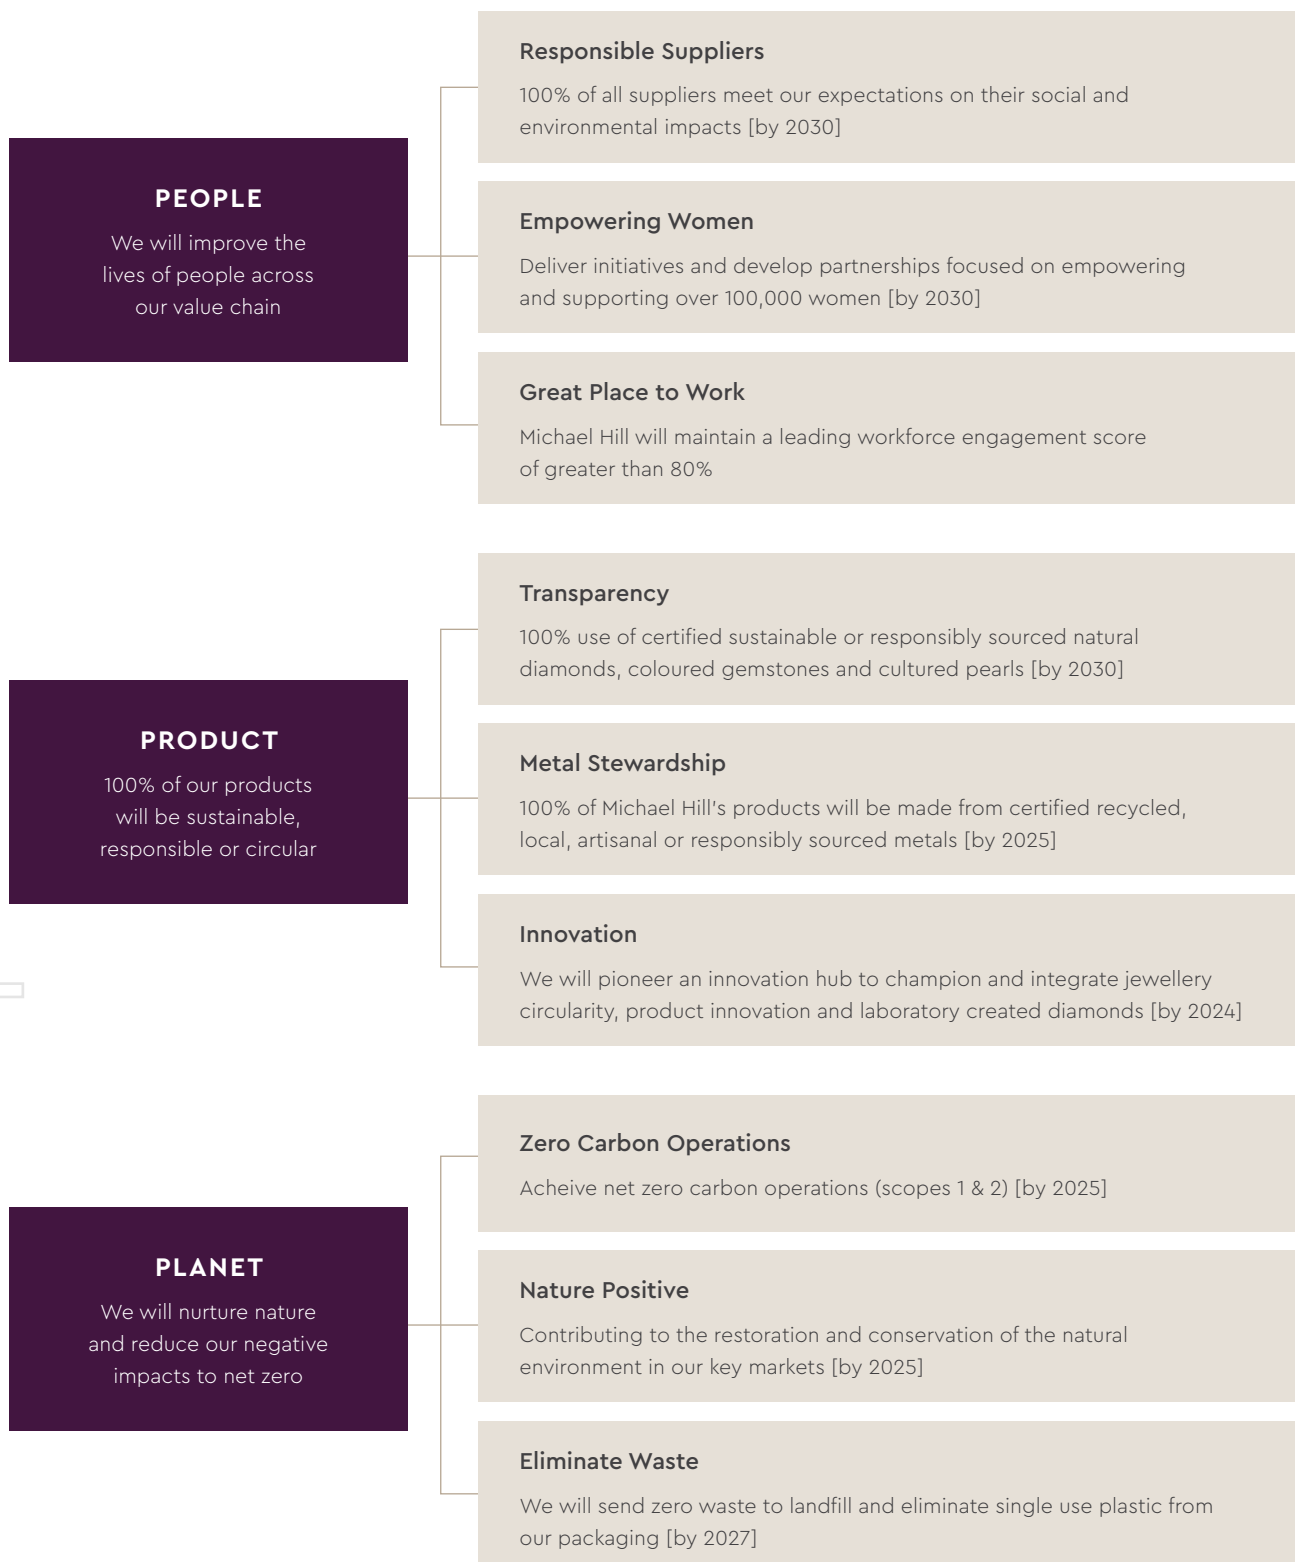 PEOPLE
We will improve the
lives of people across
our value chain
Responsible Suppliers
100% of all suppliers meet our expectations on their social and
environmental impacts [by 2030]
Empowering Women
Deliver initiatives and develop partnerships focused on empowering
and supporting over 100,000 women [by 2030]
Great Place to Work
Michael Hill will maintain a leading workforce engagement score
of greater than 80%
PRODUCT
100% of our products
will be sustainable,
responsible or circular
Transparency
100% use of certified sustainable or responsibly sourced natural
diamonds, coloured gemstones and cultured pearls [by 2030]
Metal Stewardship
100% of Michael Hill's products will be made from certified recycled,
local, artisanal or responsibly sourced metals [by 2025]
Innovation
We will pioneer an innovation hub to champion and integrate jewellery
circularity, product innovation and laboratory created diamonds [by 2024]
PLANET
We will nurture nature
and reduce our negative
impacts to net zero
Zero Carbon Operations
Acheive net zero carbon operations (scopes 1 & 2) [by 2025]
Nature Positive
Contributing to the restoration and conservation of the natural
environment in our key markets [by 2025]
Eliminate Waste
We will send zero waste to landfill and eliminate single use plastic from
our packaging [by 2027]